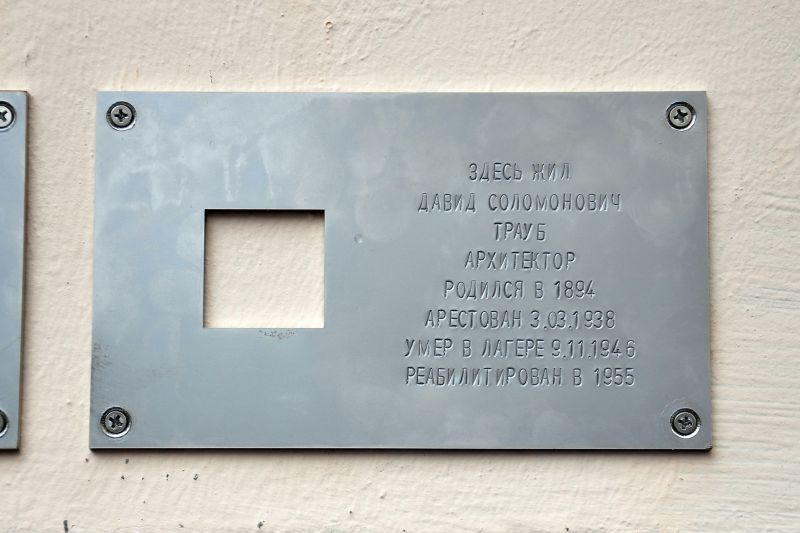 ЗДЕСЬ ЖИЛ
ДАВИД СОЛОМОНОВИЧ
ТРАУБ
АРХИТЕКТОР
РОДИЛСЯ В 1894
АРЕСТОВАН 3.03.1938
УМЕР В ЛАГЕРЕ 9.11.1946
РЕАБИЛИТИРОВАН В 1955